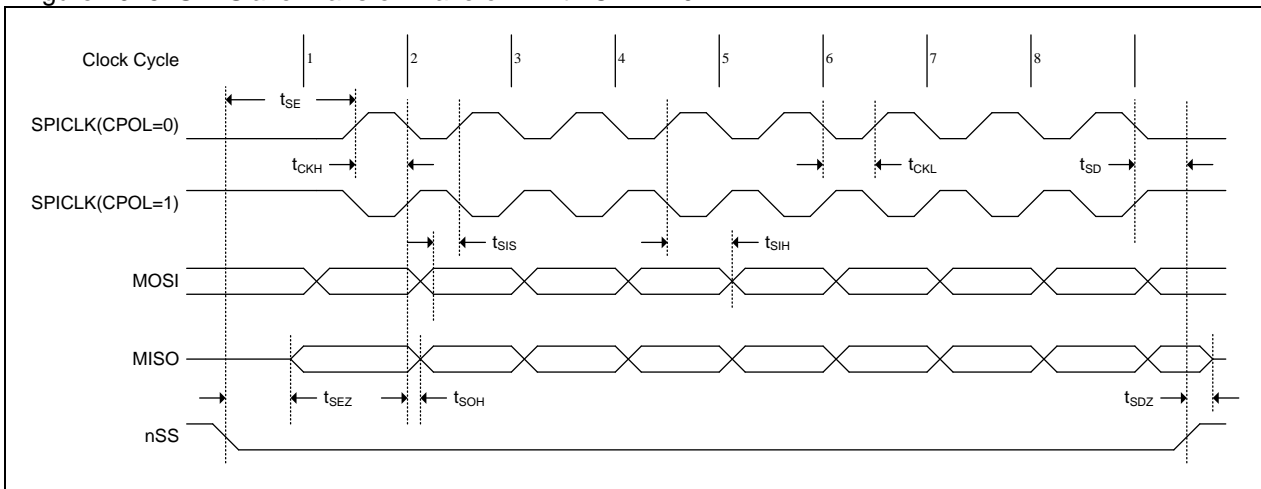 Clock Cycle
1 2 3 4 5 6 7 8
tSE
SPICLK(CPOL=0)
tCKH
tCKL
tSD
SPICLK(CPOL=1)
tSIS
tSIH
MOSI
MISO
tSEZ
tSOH
tSDZ
nSS